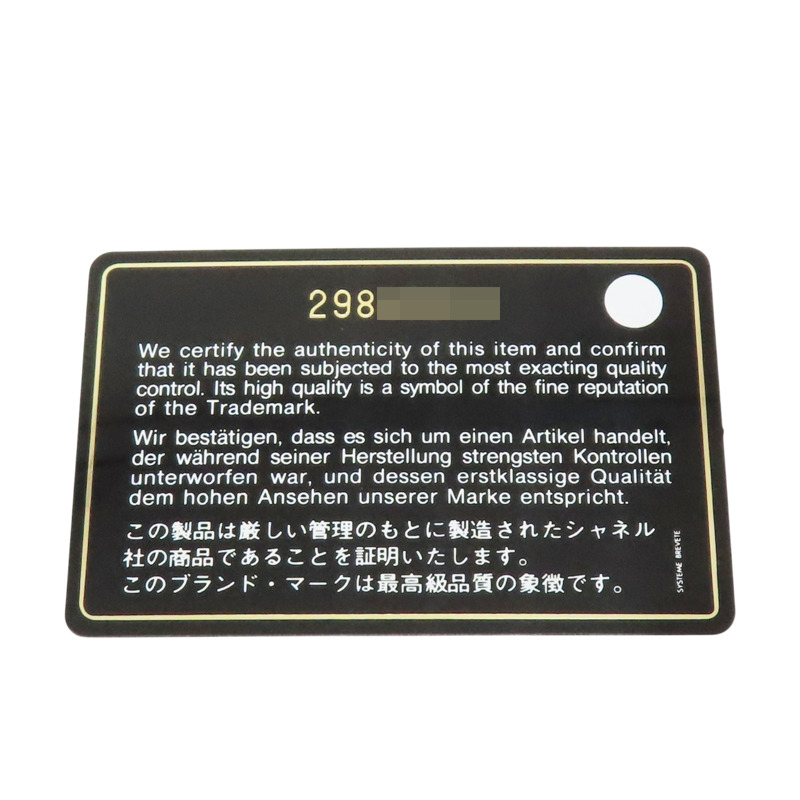 298
We certify the authenticity of this item and confirm
that it has been subjected to the most exacting quality
control. Its high quality is a symbol of the fine reputation
of the Trademark.
Wir bestätigen, dass es sich um einen Artikel handelt,
der während seiner Herstellung strengsten Kontrollen
unterworfen war, und dessen erstklassige Qualität
dem hohen Ansehen unserer Marke entspricht.
この製品は厳しい管理のもとに製造されたシャネル
社の商品であることを証明いたします。
このブランド・マークは最高級品質の象徴です。
SYSTEME BREVETE